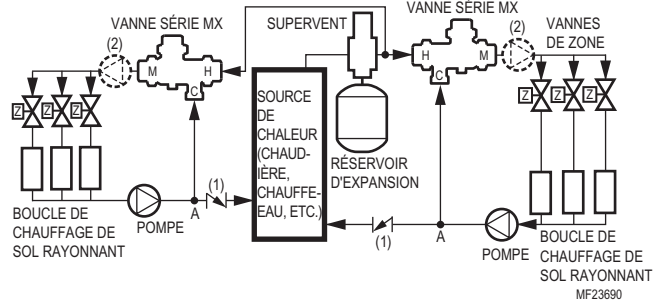 VANNE SÉRIE MX
SUPERVENT
VANNE SÉRIE MX
(2)
(2)
VANNES
DE ZONE
M
H
C
H
M
C
Z
Z
Z
Z
Z
Z
SOURCE
DE
CHALEUR
(CHAUD-
IÈRE,
CHAUFFE-
EAU, ETC.)
RÉSERVOIR
D'EXPANSION
(1)
A
POMPE
BOUCLE DE
CHAUFFAGE DE
SOL RAYONNANT
(1)
A
POMPE
BOUCLE DE
CHAUFFAGE DE
SOL RAYONNANT
MF23690